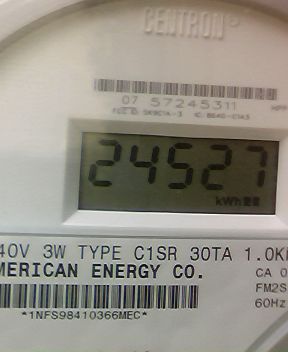 CENTRON®
07 57245311
24527
kWh
40V 3W TYPE C1SR 30TA 1.0K
MERICAN ENERGY CO.
CA 0
FM2S
60Hz
*1NFS98410366MEC*